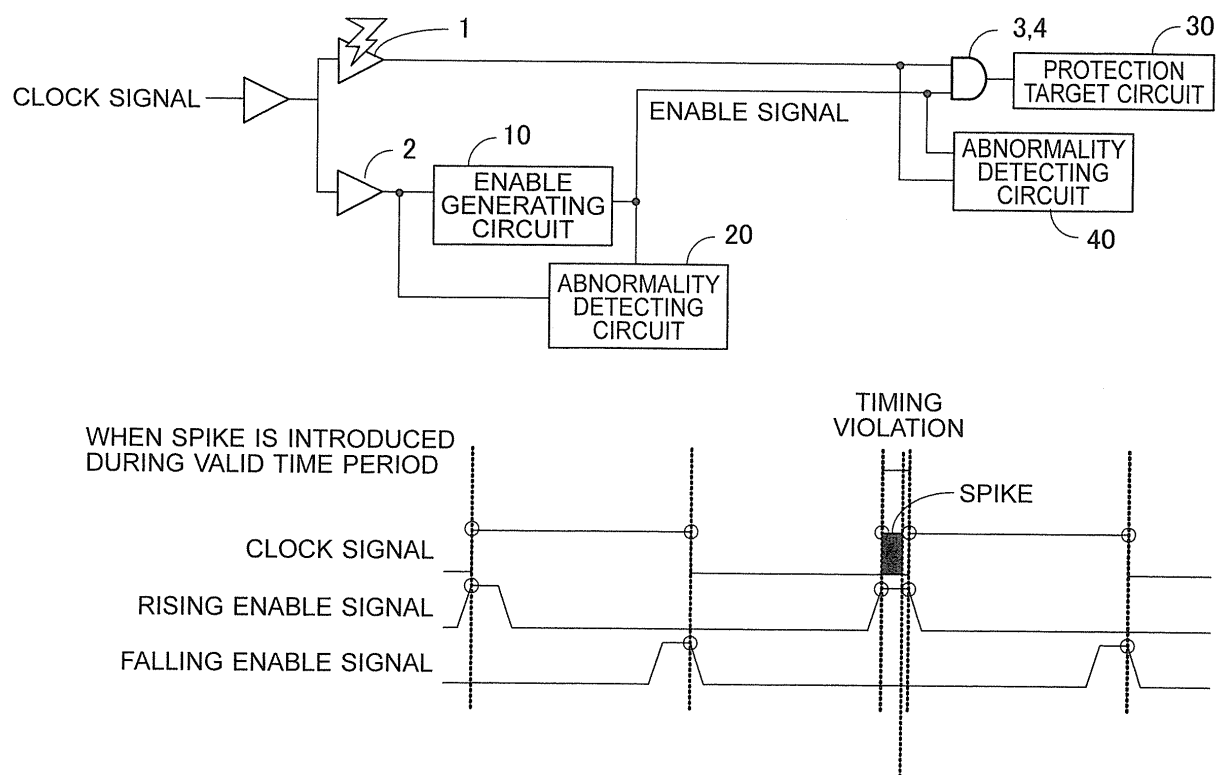 1
3,4
30
CLOCK SIGNAL
PROTECTION
TARGET CIRCUIT
ENABLE SIGNAL
2
10
ENABLE
GENERATING
CIRCUIT
ABNORMALITY
DETECTING
CIRCUIT
40
20
ABNORMALITY
DETECTING
CIRCUIT
TIMING
VIOLATION
WHEN SPIKE IS INTRODUCED
DURING VALID TIME PERIOD
SPIKE
CLOCK SIGNAL
RISING ENABLE SIGNAL
FALLING ENABLE SIGNAL